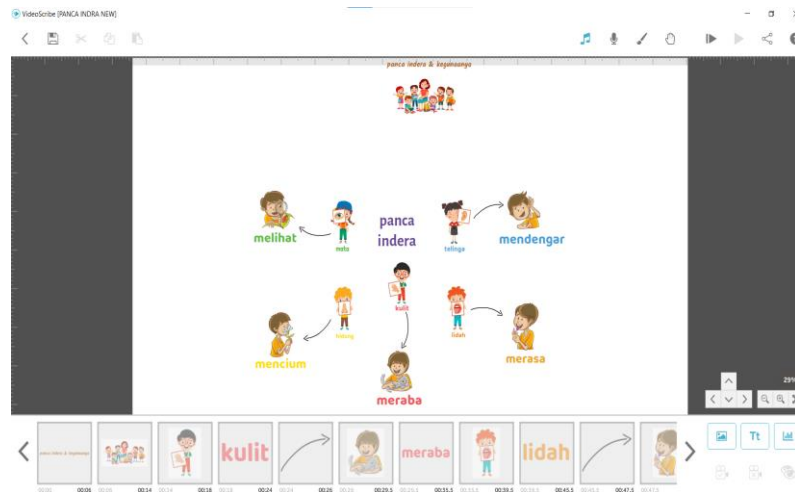 VideoScribe [PANCA INDRA NEW]
panca indera & kegunaanya
melihat
mata
panca
indera
telinga
mendengar
kulit
hidung
lidah
mencium
meraba
merasa
29%
panca indera & kegunaanya
kulit
meraba
lidah
Tt
00:06
00:14
00:18
00:24
00:26
00:29.5
00:35.5
00:39.5
00:45.5
00:47.5